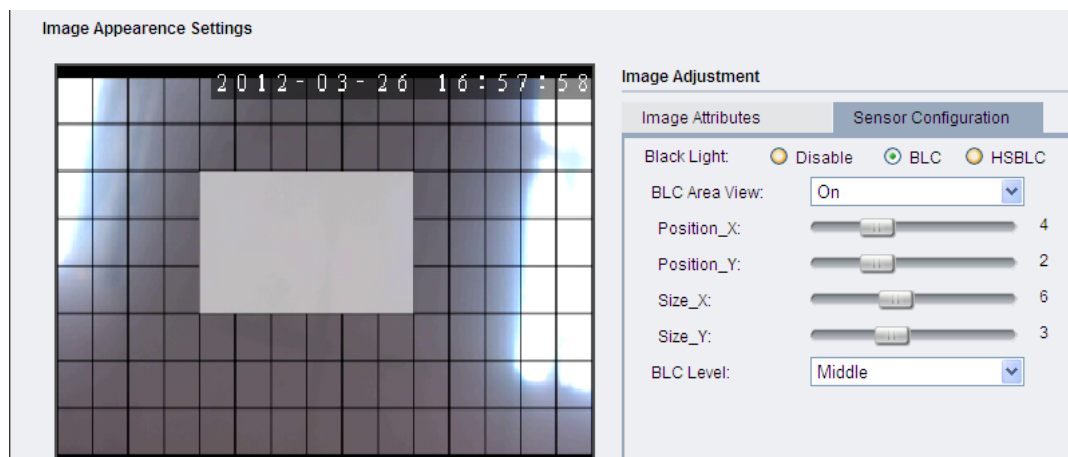 Image Appearence Settings
2012-03-26 16:57:58
Image Adjustment
Image Attributes
Sensor Configuration
Black Light: Disable BLC HSBLC
BLC Area View: On
Position_X: 4
Position_Y: 2
Size_X: 6
Size_Y: 3
BLC Level: Middle